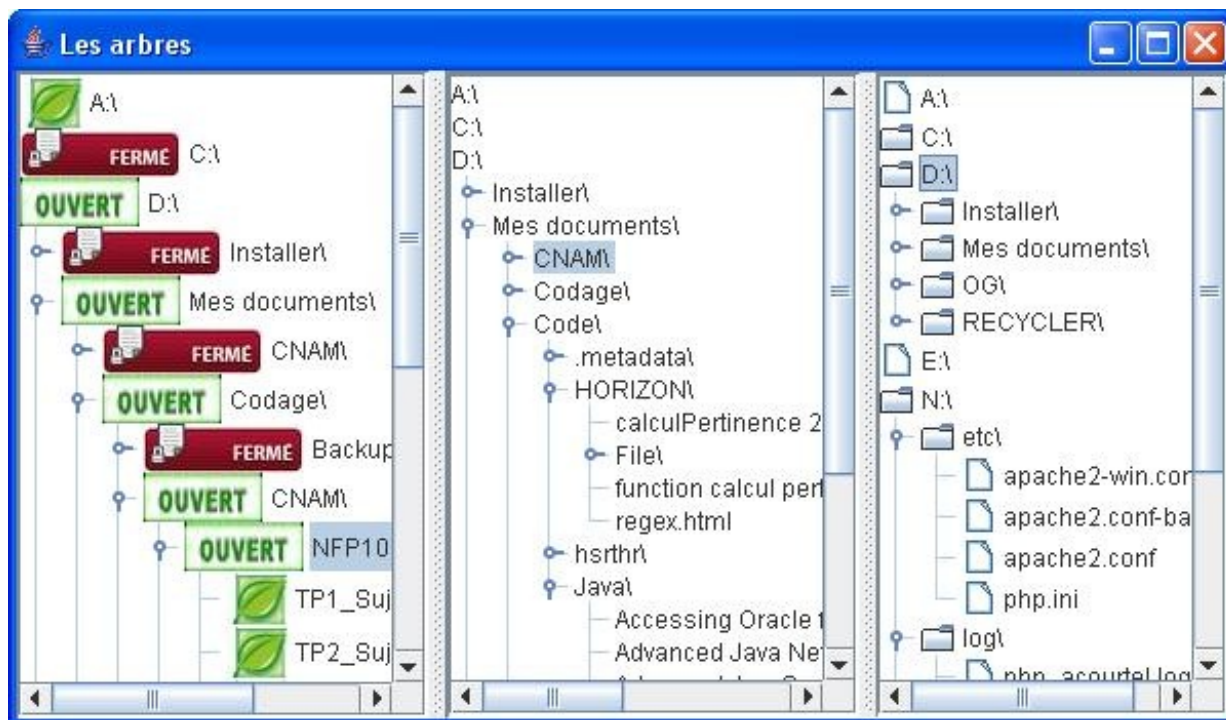 Les arbres
A:\
FERMÉ C:\
OUVERT D:\
FERMÉ Installer\
OUVERT Mes documents\
FERMÉ CNAM\
OUVERT Codage\
FERMÉ Backup
OUVERT CNAM\
OUVERT NFP10
TP1_Suj
TP2_Suj
A:\
C:\
D:\
Installer\
Mes documents\
CNAM\
Codage\
Code\
.metadata\
HORIZON\
calculPertinence 2
File\
function calcul pert
regex.html
hsrthr\
Java\
Accessing Oracle
Advanced Java Ne
A:\
C:\
D:\
Installer\
Mes documents\
OG\
RECYCLER\
E:\
N:\
etc\
apache2-win.con
apache2.conf-ba
apache2.conf
php.ini
log\
php_acourtel.log